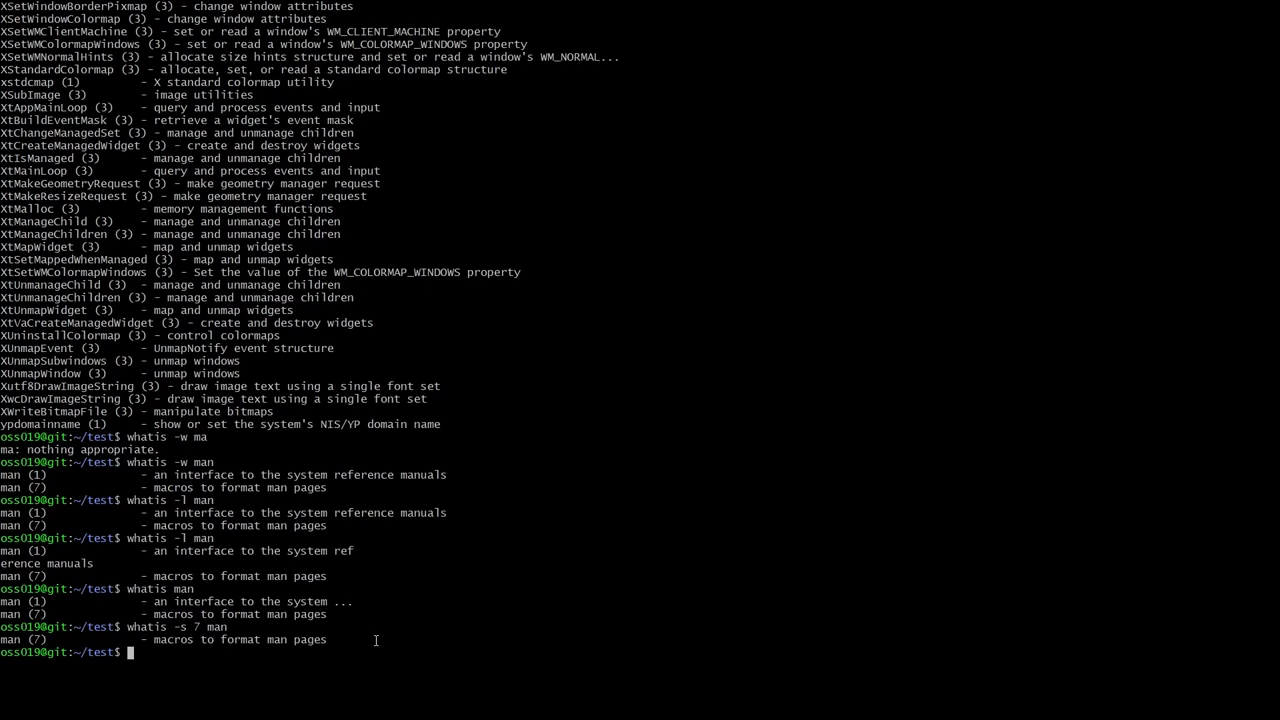 XSetWindowBorderPixmap (3) - change window attributes
XSetWindowColormap (3) - change window attributes
XSetWMClientMachine (3) - set or read a window's WM_CLIENT_MACHINE property
XSetWMColormapWindows (3) - set or read a window's WM_COLORMAP_WINDOWS property
XSetWMNormalHints (3) - allocate size hints structure and set or read a window's WM_NORMAL...
XStandardColormap (3) - allocate, set, or read a standard colormap structure
xstdcmap (1)         - X standard colormap utility
XSubImage (3)        - image utilities
XtAppMainLoop (3)    - query and process events and input
XtBuildEventMask (3) - retrieve a widget's event mask
XtChangeManagedSet (3) - manage and unmanage children
XtCreateManagedWidget (3) - create and destroy widgets
XtIsManaged (3)      - manage and unmanage children
XtMainLoop (3)       - query and process events and input
XtMakeGeometryRequest (3) - make geometry manager request
XtMakeResizeRequest (3) - make geometry manager request
XtMalloc (3)         - memory management functions
XtManageChild (3)    - manage and unmanage children
XtManageChildren (3) - manage and unmanage children
XtMapWidget (3)      - map and unmap widgets
XtSetMappedWhenManaged (3) - map and unmap widgets
XtSetWMColormapWindows (3) - Set the value of the WM_COLORMAP_WINDOWS property
XtUnmanageChild (3)  - manage and unmanage children
XtUnmanageChildren (3) - manage and unmanage children
XtUnmapWidget (3)    - map and unmap widgets
XtVaCreateManagedWidget (3) - create and destroy widgets
XUninstallColormap (3) - control colormaps
XUnmapEvent (3)      - UnmapNotify event structure
XUnmapSubwindows (3) - unmap windows
XUnmapWindow (3)     - unmap windows
Xutf8DrawImageString (3) - draw image text using a single font set
XwcDrawImageString (3) - draw image text using a single font set
XWriteBitmapFile (3) - manipulate bitmaps
ypdomainname (1)     - show or set the system's NIS/YP domain name
oss019@git:~/test$ whatis -w ma
ma: nothing appropriate.
oss019@git:~/test$ whatis -w man
man (1)              - an interface to the system reference manuals
man (7)              - macros to format man pages
oss019@git:~/test$ whatis -l man
man (1)              - an interface to the system reference manuals
man (7)              - macros to format man pages
oss019@git:~/test$ whatis -l man
man (1)              - an interface to the system ref
erence manuals
man (7)              - macros to format man pages
oss019@git:~/test$ whatis man
man (1)              - an interface to the system ...
man (7)              - macros to format man pages
oss019@git:~/test$ whatis -s 7 man
man (7)              - macros to format man pages
oss019@git:~/test$